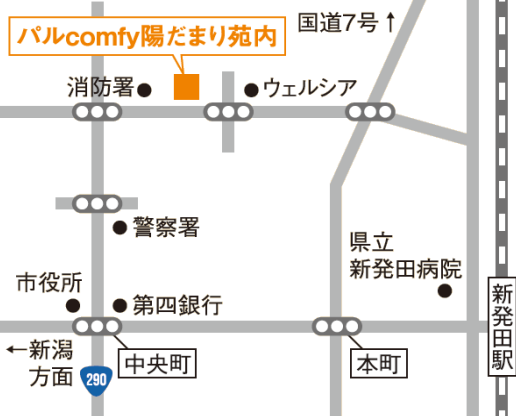 国道7号↑
パルcomfy陽だまり苑内
消防署
ウェルシア
警察署
県立
新発田病院
市役所
第四銀行
新発田駅
←新潟
方面
中央町
本町
290